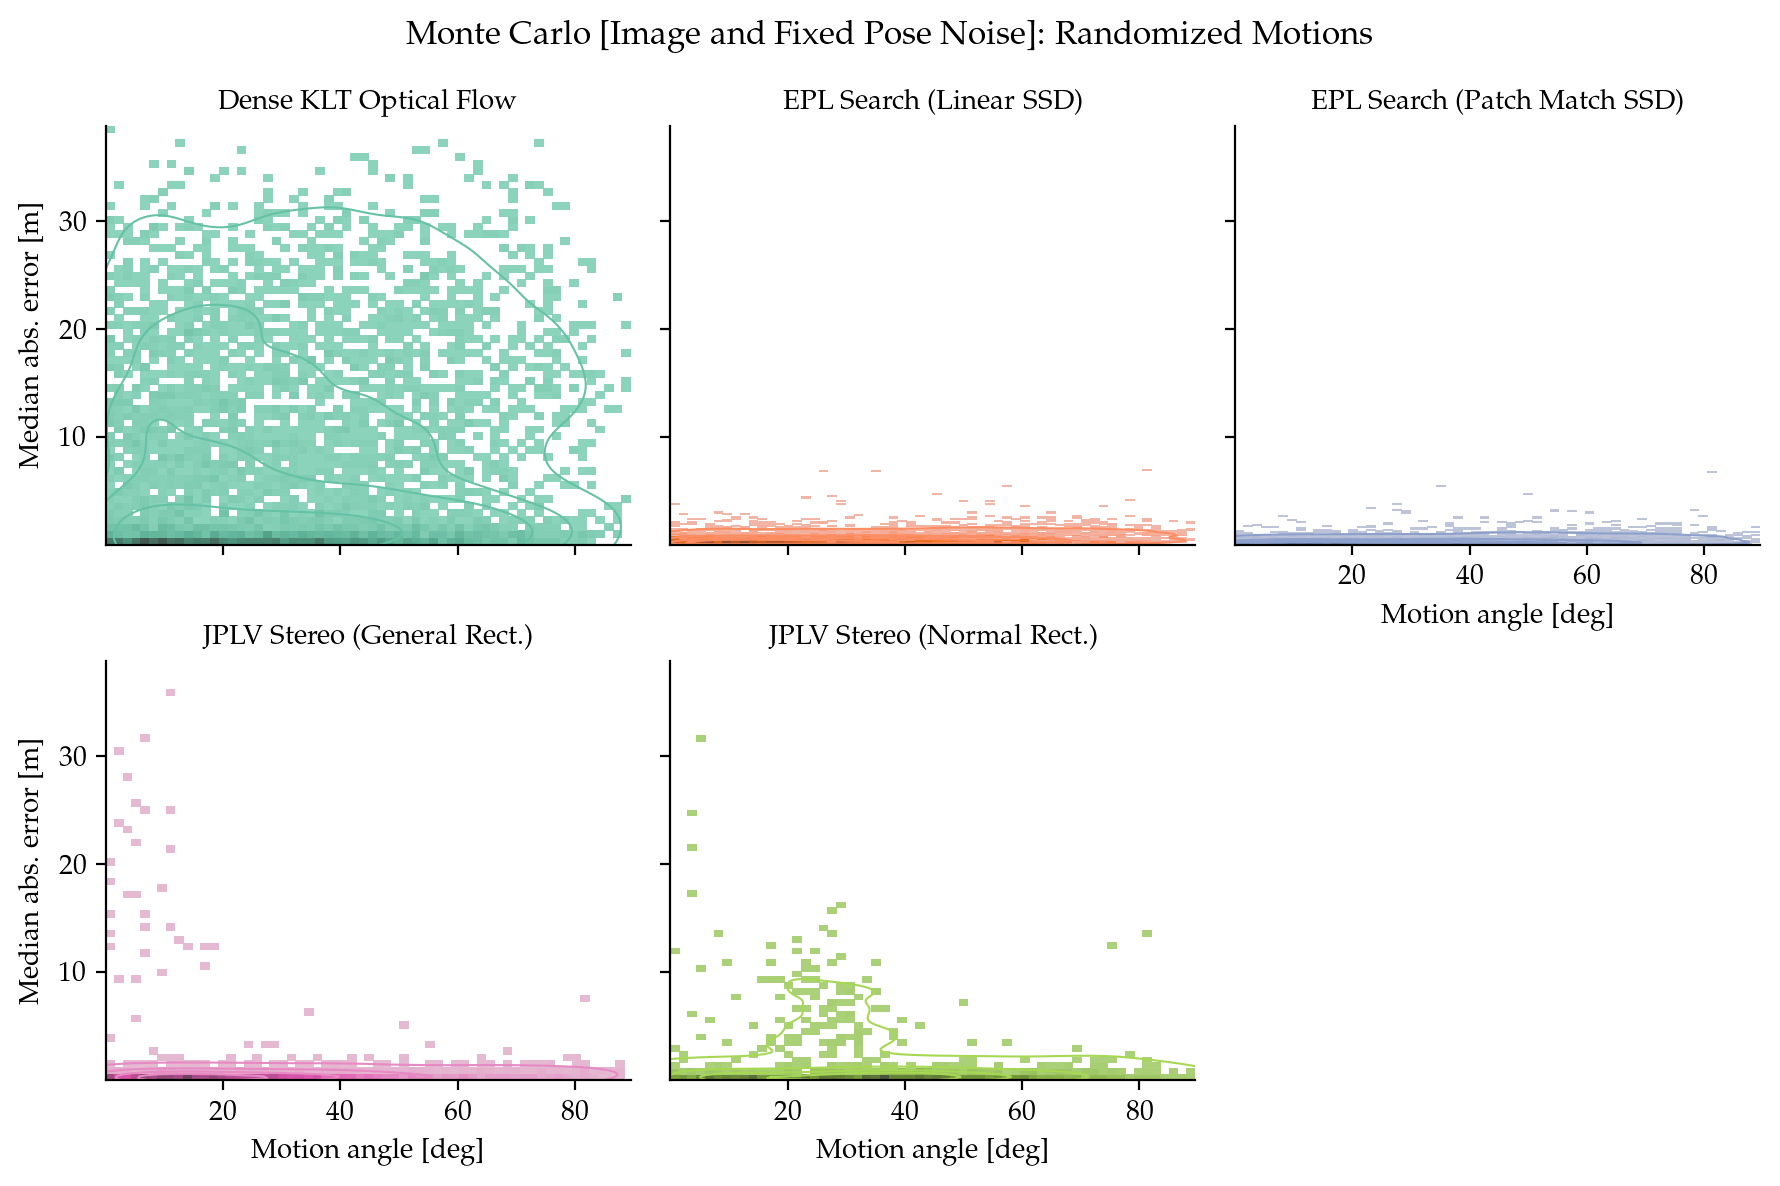 Monte Carlo [Image and Fixed Pose Noise]: Randomized Motions
Dense KLT Optical Flow
EPL Search (Linear SSD)
EPL Search (Patch Match SSD)
Median abs. error [m]
30
20
10
20 40 60 80
Motion angle [deg]
JPLV Stereo (General Rect.)
JPLV Stereo (Normal Rect.)
Median abs. error [m]
30
20
10
20 40 60 80
20 40 60 80
Motion angle [deg]
Motion angle [deg]